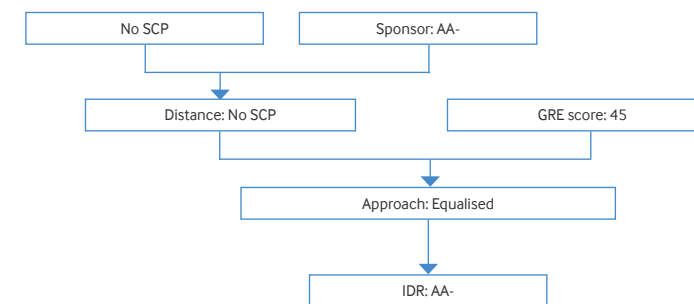 No SCP
Sponsor: AA-
Distance: No SCP
GRE score: 45
Approach: Equalised
IDR: AA-